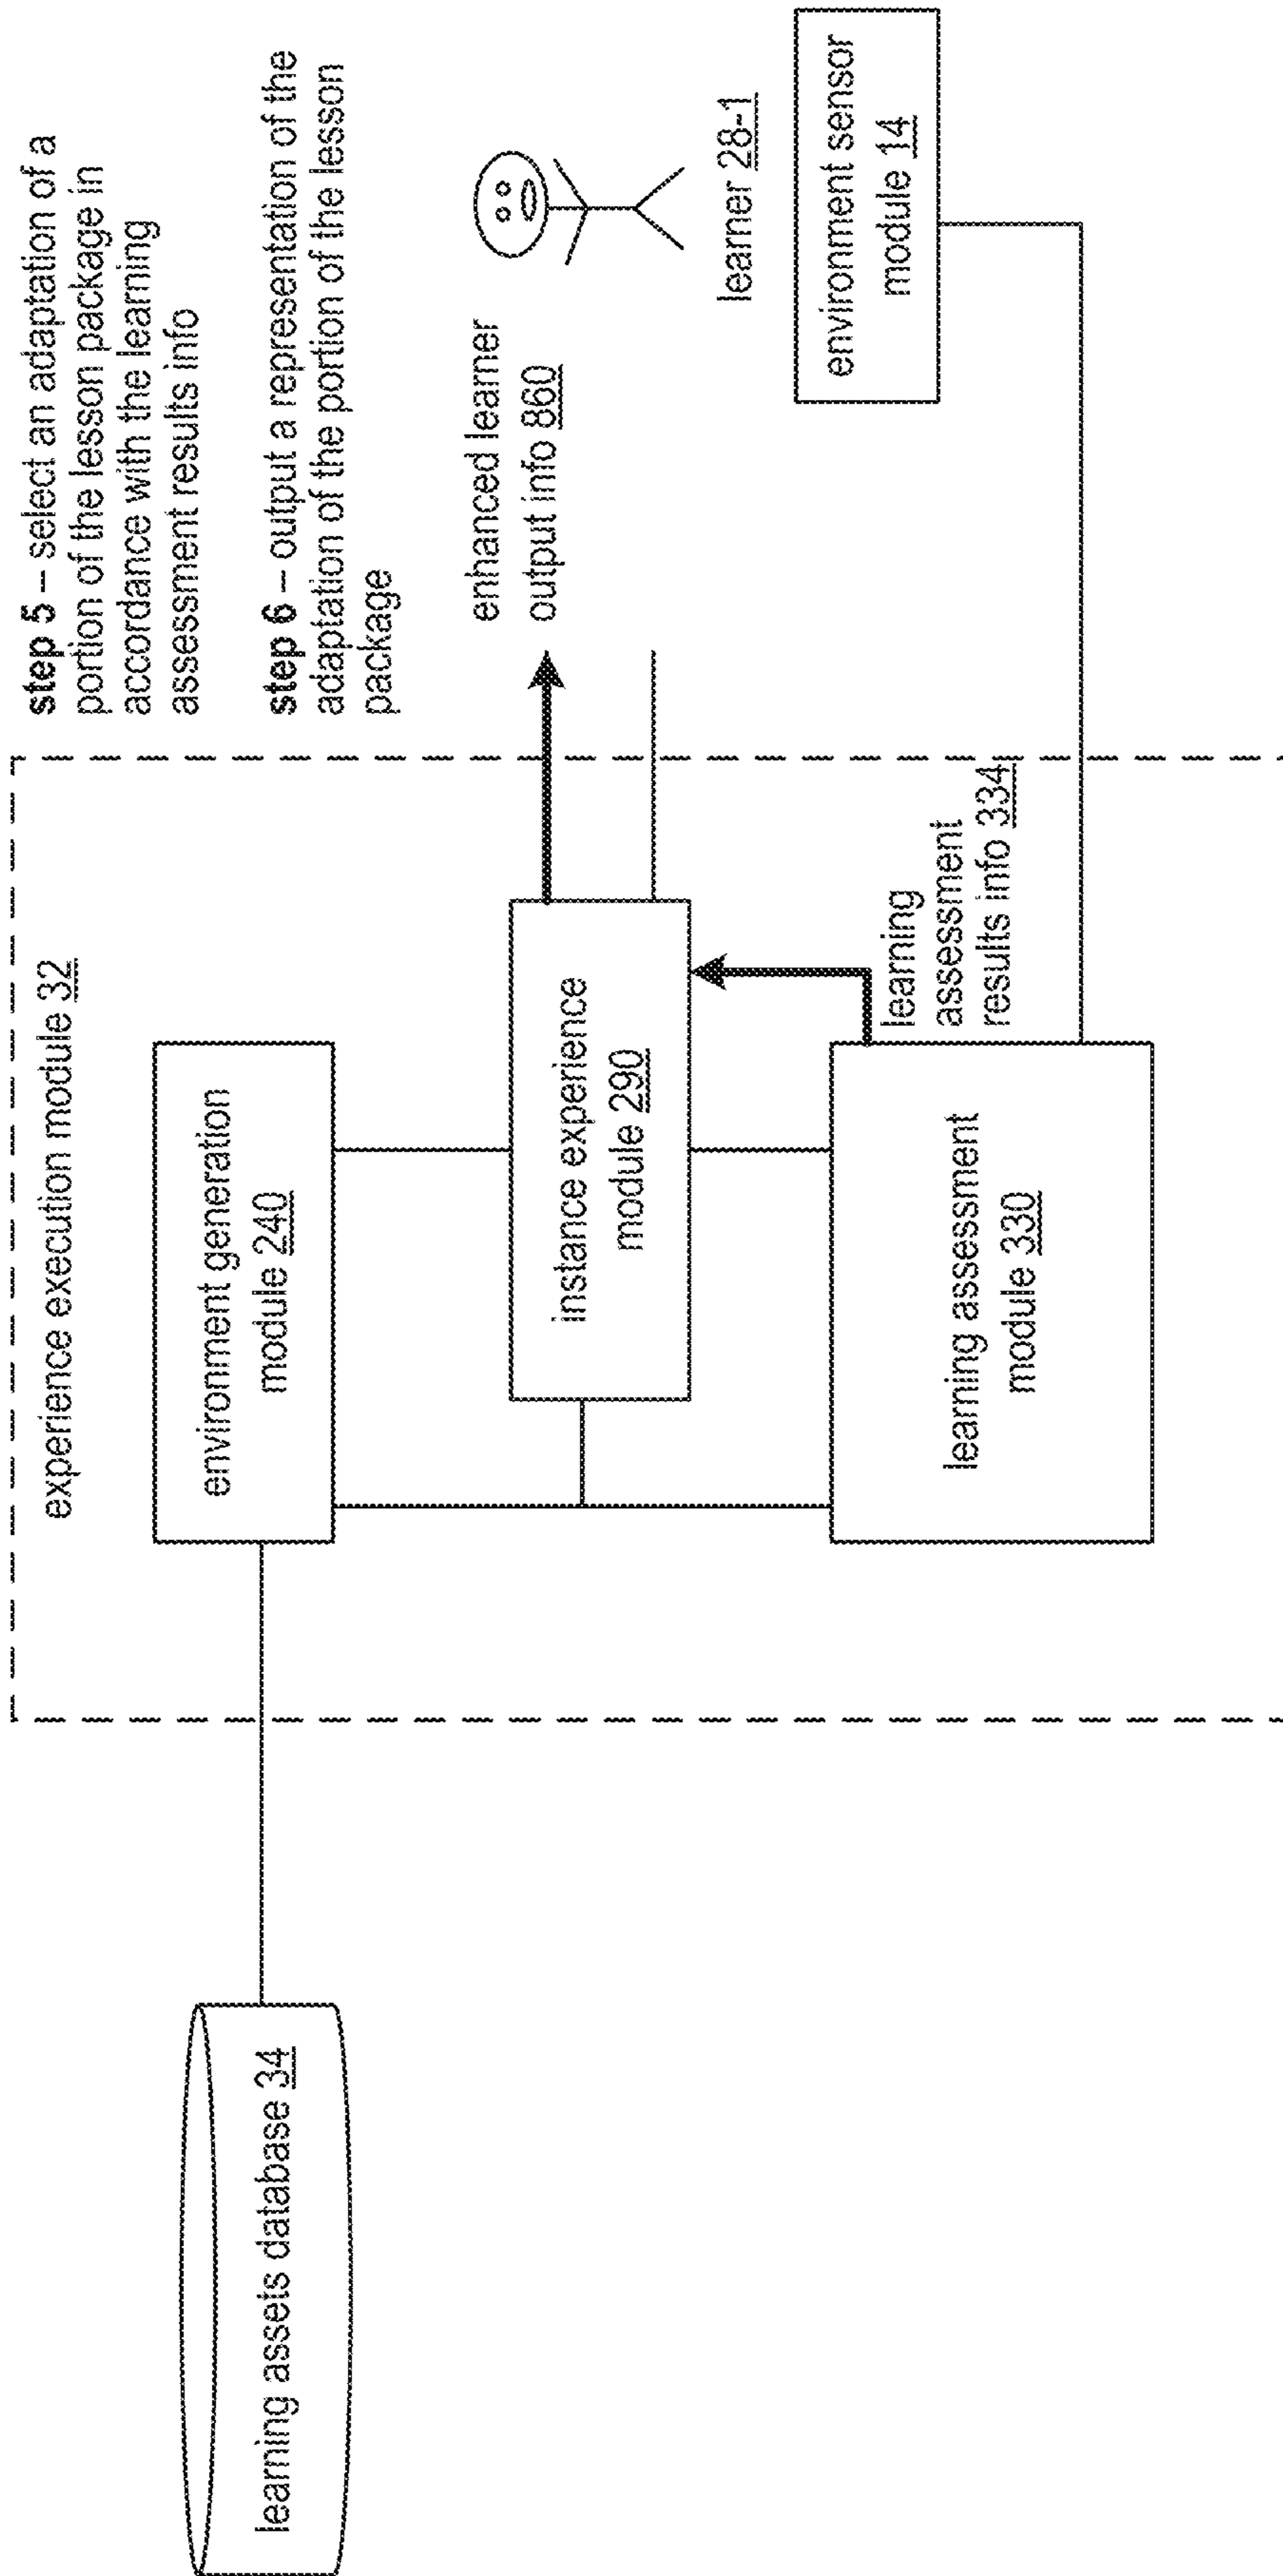 step 5 – select an adaptation of a
portion of the lesson package in
accordance with the learning
assessment results info
step 6 – output a representation of the
adaptation of the portion of the lesson
package
experience execution module 32
learning assets database 34
environment generation
module 240
instance experience
module 290
enhanced learner
output info 860
learner 28-1
learning
assessment
results info 334
learning assessment
module 330
environment sensor
module 14